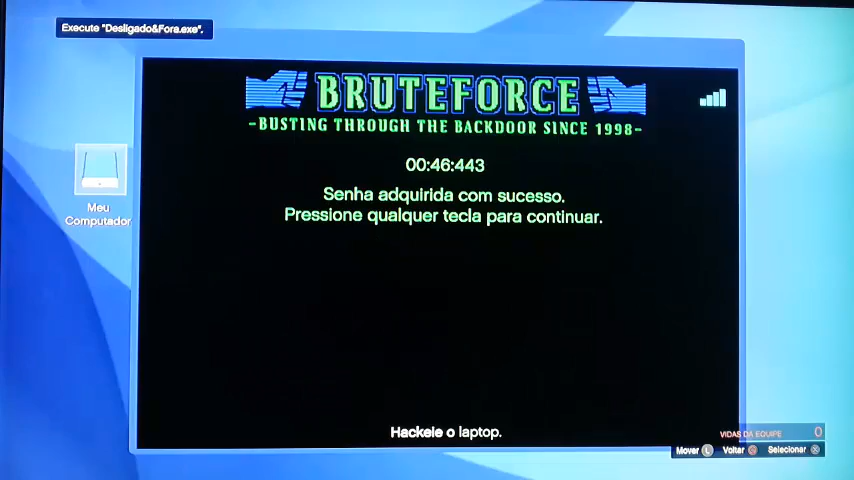 Execute "Desligado&Fora.exe".
BRUTEFORCE
-BUSTING THROUGH THE BACKDOOR SINCE 1998-
00:46:443
Meu
Computador
Senha adquirida com sucesso.
Pressione qualquer tecla para continuar.
Hackeie o laptop.
VIDAS DA EQUIPE 0
Mover L Voltar Selecionar